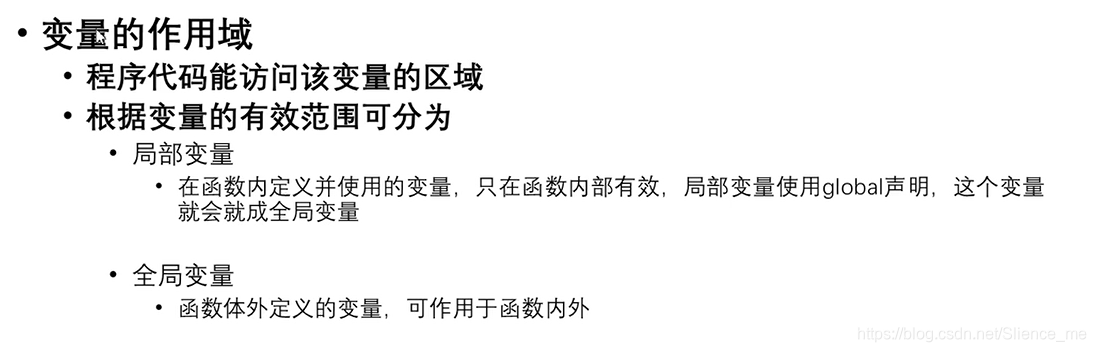 • 变量的作用域
• 程序代码能访问该变量的区域
• 根据变量的有效范围可分为
• 局部变量
• 在函数内定义并使用的变量，只在函数内部有效，局部变量使用global声明，这个变量
就会就成全局变量
• 全局变量
• 函数体外定义的变量，可作用于函数内外
https://blog.csdn.net/Slience_me